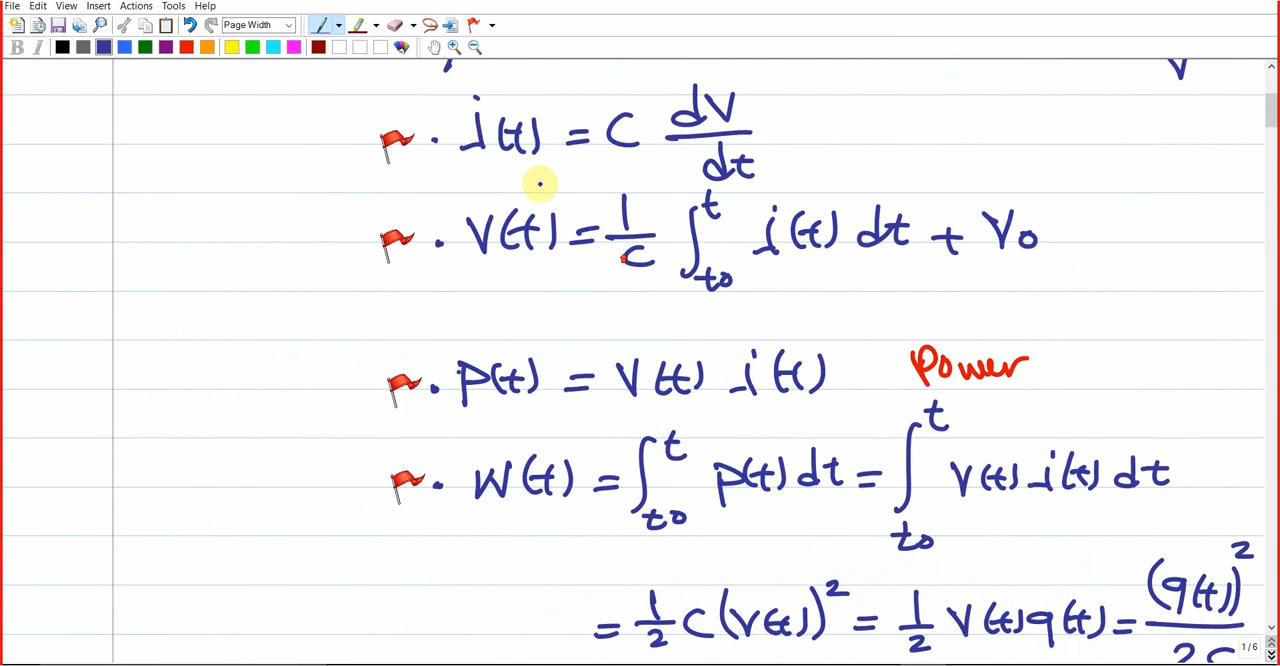 File Edit View Insert Actions Tools Help
Page Width
B I
V
· i(t) = C dV/dt
· V(t) = 1/C ∫_{t0}^{t} i(t) dt + V0
· P(t) = V(t) i(t) Power
· W(t) = ∫_{t0}^{t} P(t) dt = ∫_{t0}^{t} V(t) i(t) dt
= 1/2 C (V(t))² = 1/2 V(t) q(t) = (q(t))²/2C
1/6